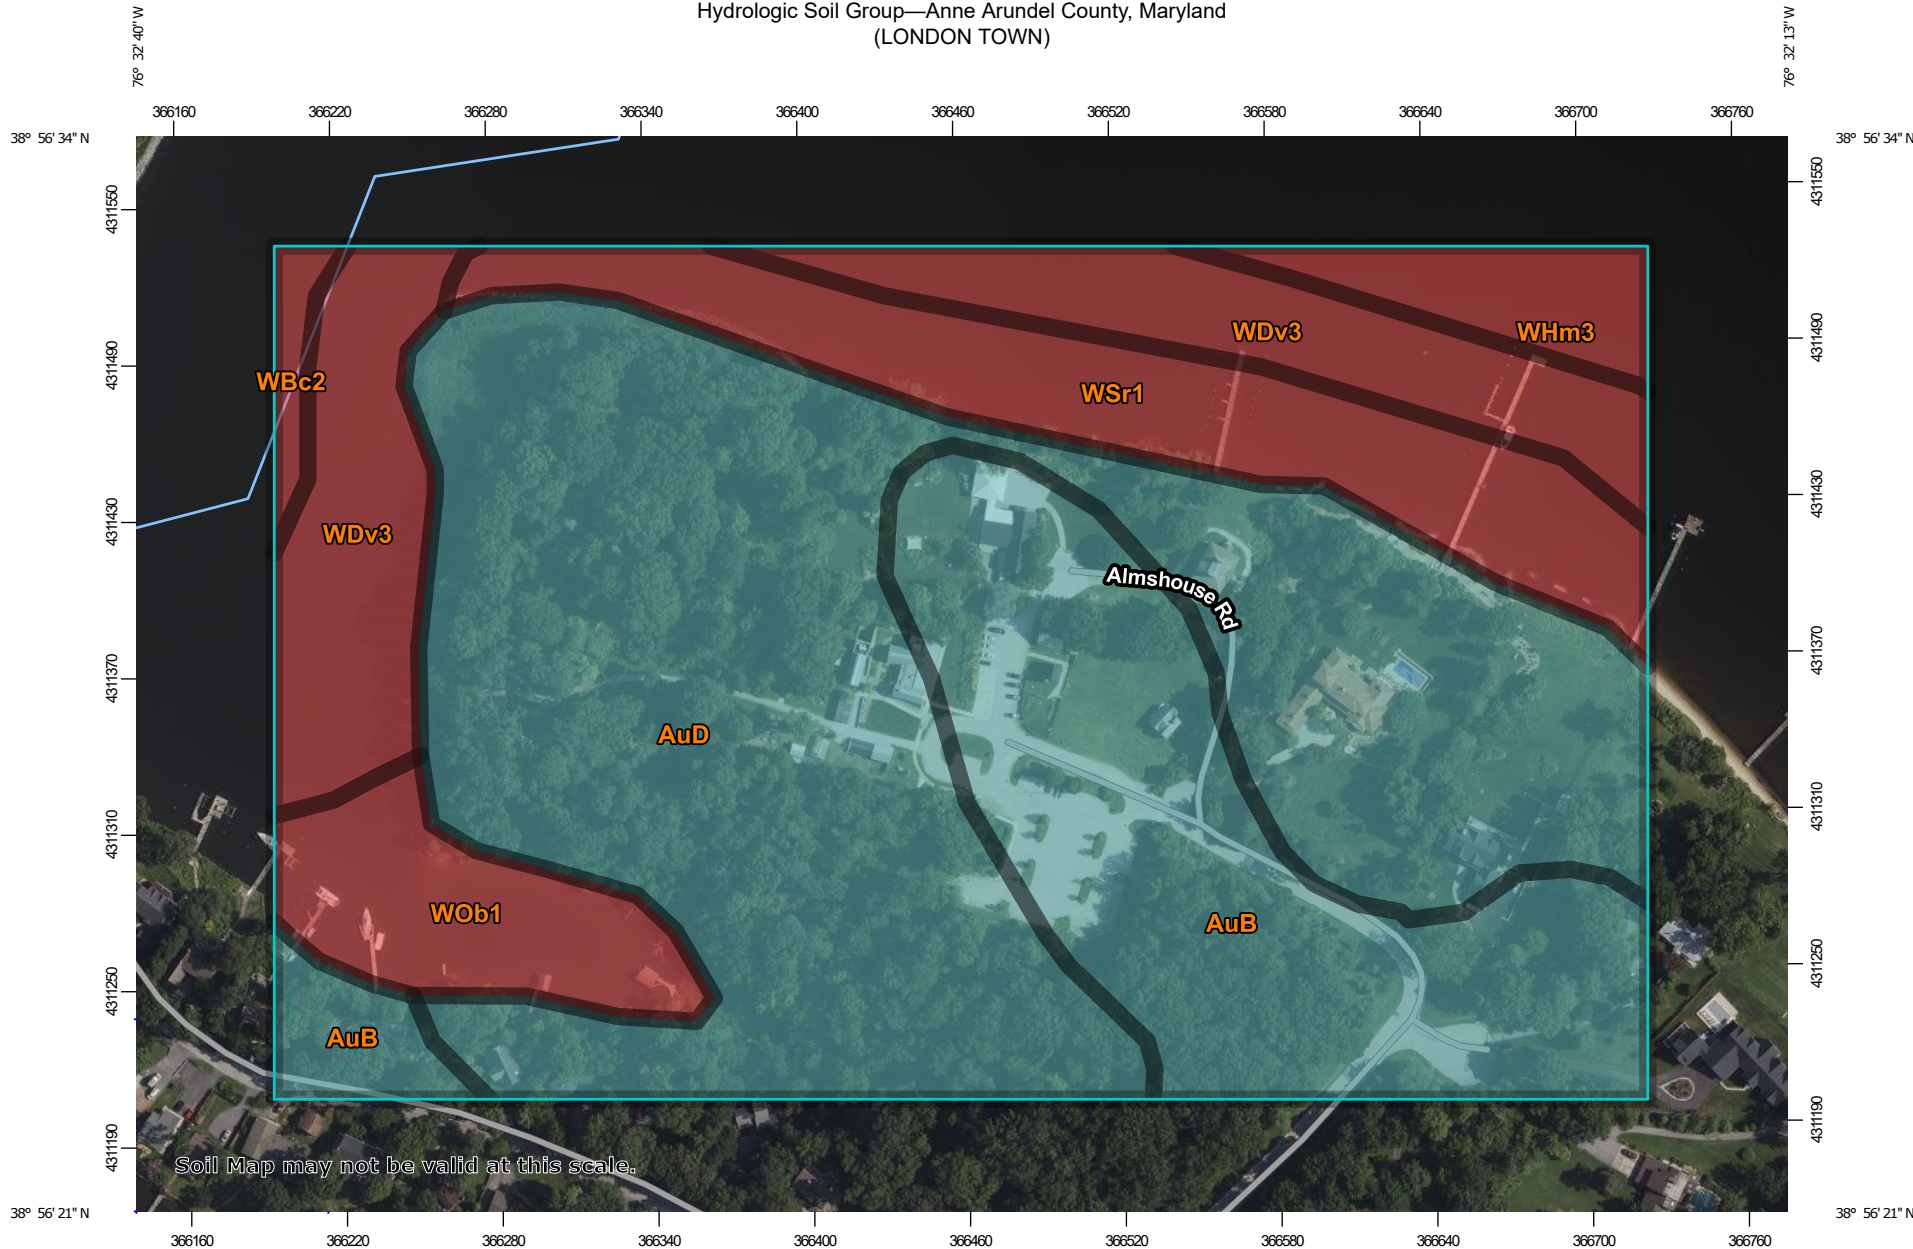 Hydrologic Soil Group—Anne Arundel County, Maryland
(LONDON TOWN)
76° 32' 40'' W
76° 32' 13'' W
366160 366220 366280 366340 366400 366460 366520 366580 366640 366700 366760
38° 56' 34'' N
38° 56' 34'' N
4311550
4311550
4311490
4311490
4311430
4311430
4311370
4311370
4311310
4311310
4311250
4311250
4311190
4311190
WDv3
WHm3
WBc2
WSr1
WDv3
Almshouse Rd
AuD
WOb1
AuB
AuB
Soil Map may not be valid at this scale.
38° 56' 21'' N
38° 56' 21'' N
366160 366220 366280 366340 366400 366460 366520 366580 366640 366700 366760